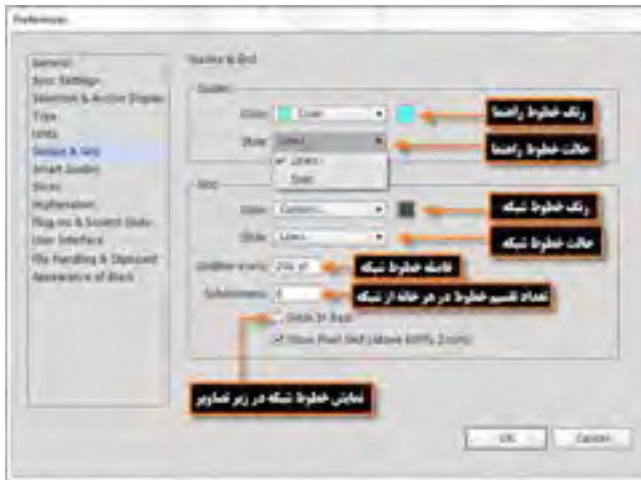 Preferences
General
Sync Settings
Selection & Anchor Display
Type
Units
Guides & Grid
Smart Guides
Slices
Hyphenation
Plug-ins & Scratch Disks
User Interface
File Handling & Clipboard
Appearance of Black
Guides & Grid
Guides
Color: Cyan
رنگ خطوط راهنما
Style: Lines
حالت خطوط راهنما
Lines
Dots
Grid
Color: Custom...
رنگ خطوط شبکه
Style: Lines
حالت خطوط شبکه
Gridline every:
فاصله خطوط شبکه
Subdivisions: 8
تعداد تقسیم خطوط در هر خانه از شبکه
Grids In Back
Show Pixel Grid (Above 600% Zoom)
نمایش خطوط شبکه در زیر تصاویر
OK
Cancel